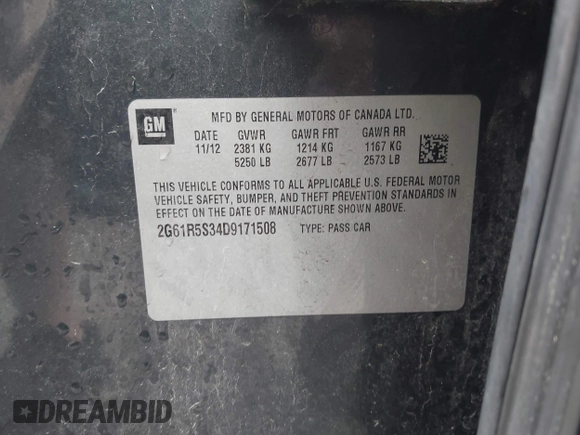 GM
MFD BY GENERAL MOTORS OF CANADA LTD.
DATE GVWR GAWR FRT GAWR RR
11/12 2381 KG 1214 KG 1167 KG
5250 LB 2677 LB 2573 LB
THIS VEHICLE CONFORMS TO ALL APPLICABLE U.S. FEDERAL MOTOR
VEHICLE SAFETY, BUMPER, AND THEFT PREVENTION STANDARDS
IN EFFECT ON THE DATE OF MANUFACTURE SHOWN ABOVE.
2G61R5S34D9171508 TYPE: PASS CAR
DREAMBID